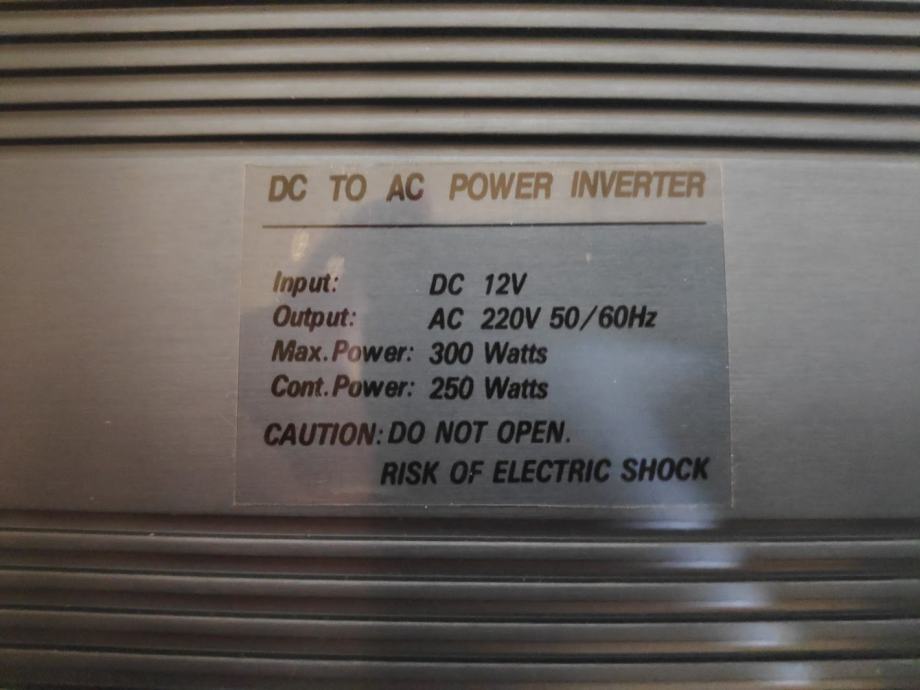 DC TO AC POWER INVERTER
Input: DC 12V
Output: AC 220V 50/60Hz
Max.Power: 300 Watts
Cont.Power: 250 Watts
CAUTION: DO NOT OPEN.
RISK OF ELECTRIC SHOCK